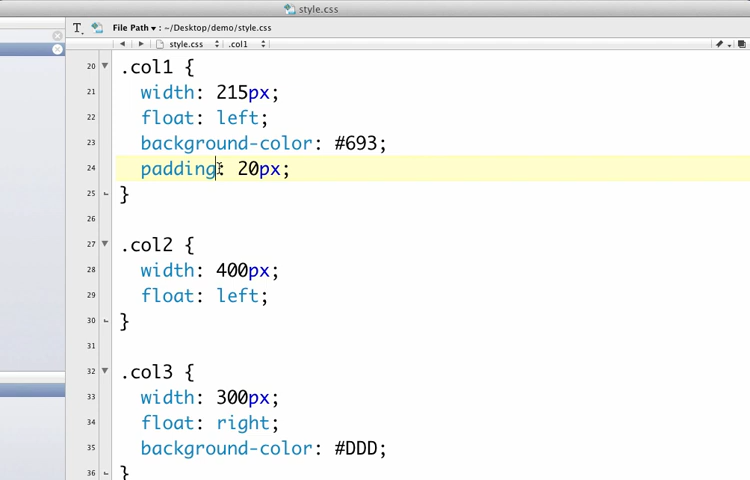 style.css
File Path ▾ : ~/Desktop/demo/style.css
style.css .col1
20 .col1 {
21 width: 215px;
22 float: left;
23 background-color: #693;
24 padding: 20px;
25 }
26
27 .col2 {
28 width: 400px;
29 float: left;
30 }
31
32 .col3 {
33 width: 300px;
34 float: right;
35 background-color: #DDD;
36 }